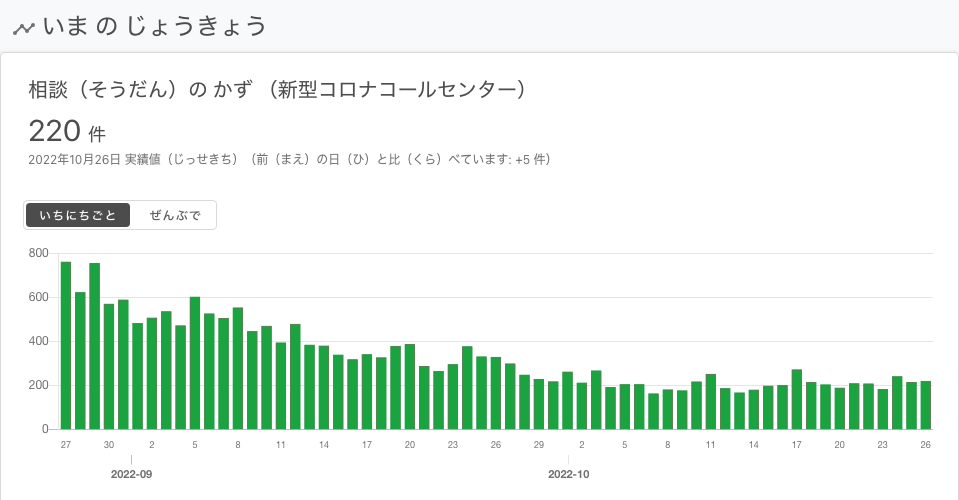 いま の じょうきょう
相談（そうだん）の かず （新型コロナコールセンター）
220 件
2022年10月26日 実績値（じっせきち）（前（まえ）の日（ひ）と比（くら）べています: +5 件）
いちにちごと ぜんぶで
800
600
400
200
0
27 30 2 5 8 11 14 17 20 23 26 29 2 5 8 11 14 17 20 23 26
2022-09 2022-10